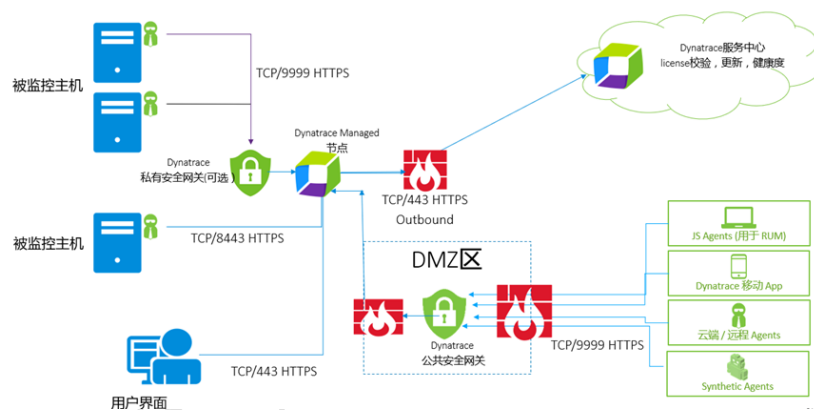 Dynatrace服务中心
license校验，更新，健康度
TCP/9999 HTTPS
被监控主机
Dynatrace Managed
节点
Dynatrace
私有安全网关(可选）
TCP/443 HTTPS
Outbound
被监控主机
TCP/8443 HTTPS
DMZ区
JS Agents (用于 RUM)
Dynatrace 移动 App
云端 / 远程 Agents
Synthetic Agents
Dynatrace
公共安全网关
TCP/9999 HTTPS
TCP/443 HTTPS
用户界面